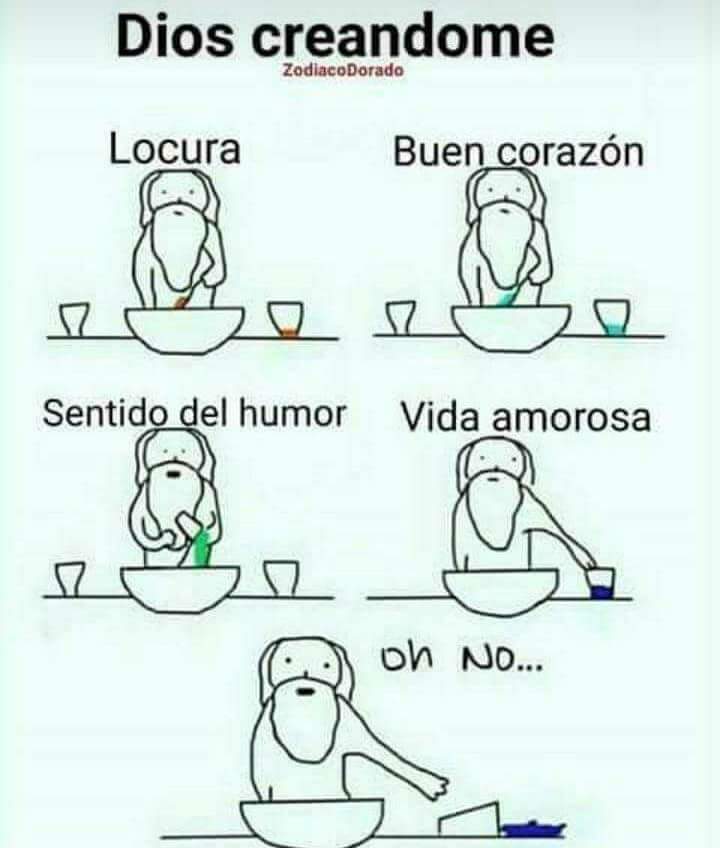 Dios creandome
ZodiacoDorado
Locura
Buen corazón
Sentido del humor
Vida amorosa
oh No...